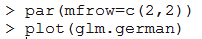 > par(mfrow=c(2,2))
> plot(glm.german)